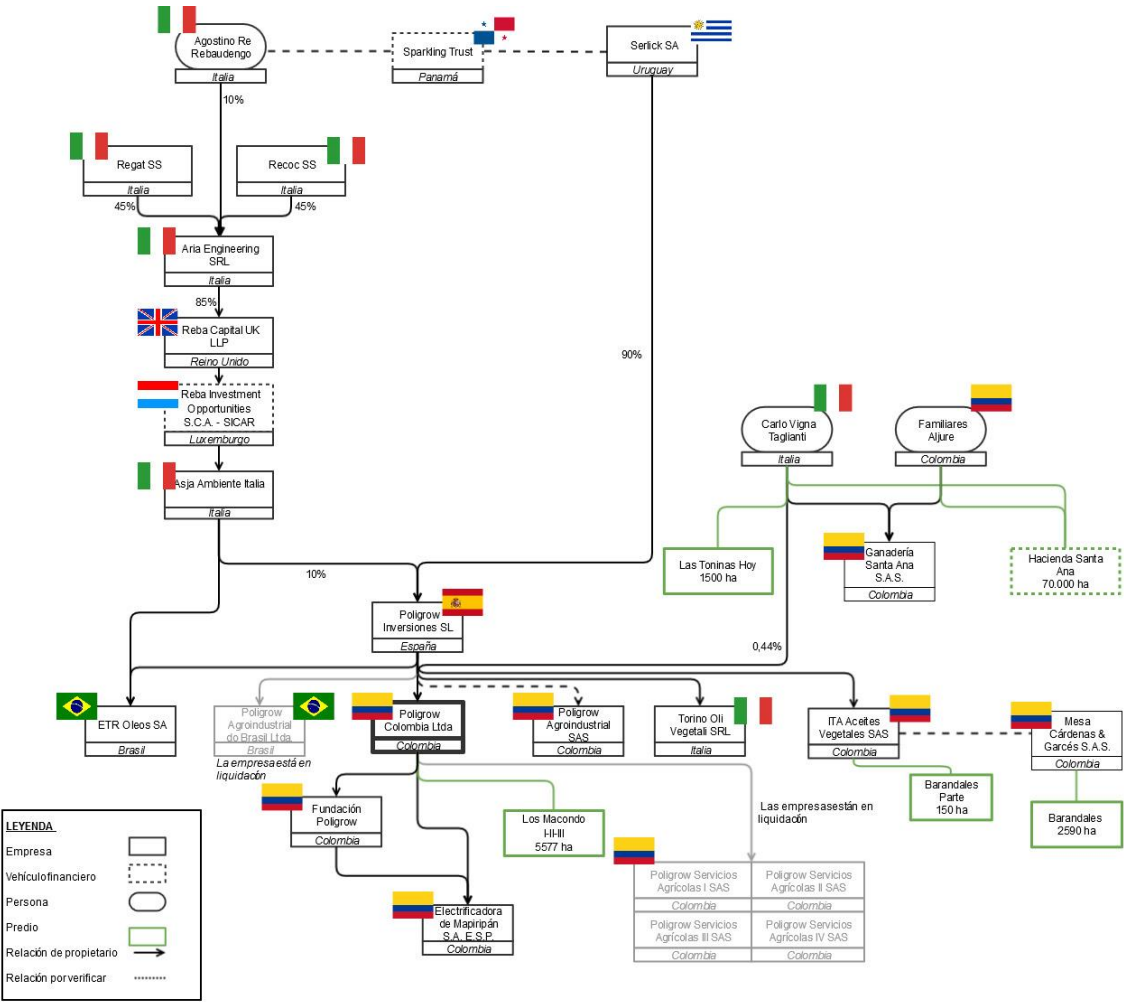 Agostino Re
Rebaudengo
Italia
Sparkling Trust
Panamá
Serlick SA
Uruguay
10%
Regat SS
Italia
Recoc SS
Italia
45%
45%
Aria Engineering
SRL
Italia
85%
Reba Capital UK
LLP
Reino Unido
90%
Reba Investment
Opportunities
S.C.A. - SICAR
Luxemburgo
Carlo Vigna
Taglianti
Italia
Familiares
Aljure
Colombia
Asja Ambiente Italia
Italia
Las Toninas Hoy
1500 ha
Ganadería
Santa Ana
S.A.S.
Colombia
Hacienda Santa
Ana
70.000 ha
10%
Poligrow
Inversiones SL
España
0,44%
ETR Oleos SA
Brasil
Poligrow
Agroindustrial
do Brasil Ltda.
Brasil
La empresa está en
liquidación
Poligrow
Colombia Ltda
Colombia
Poligrow
Agroindustrial
SAS
Colombia
Torino Oli
Vegetali SRL
Italia
ITA Aceites
Vegetales SAS
Colombia
Mesa
Cárdenas &
Garcés S.A.S.
Colombia
Fundación
Poligrow
Colombia
Los Macondo
I-II-III
5577 ha
Las empresas están en
liquidación
Barandales
Parte
150 ha
Barandales
2590 ha
Poligrow Servicios
Agrícolas I SAS
Colombia
Poligrow Servicios
Agrícolas II SAS
Colombia
Poligrow Servicios
Agrícolas III SAS
Colombia
Poligrow Servicios
Agrícolas IV SAS
Colombia
Electrificadora
de Mapiripán
S.A. E.S.P.
Colombia
LEYENDA
Empresa
Vehículo financiero
Persona
Predio
Relación de propietario
Relación por verificar